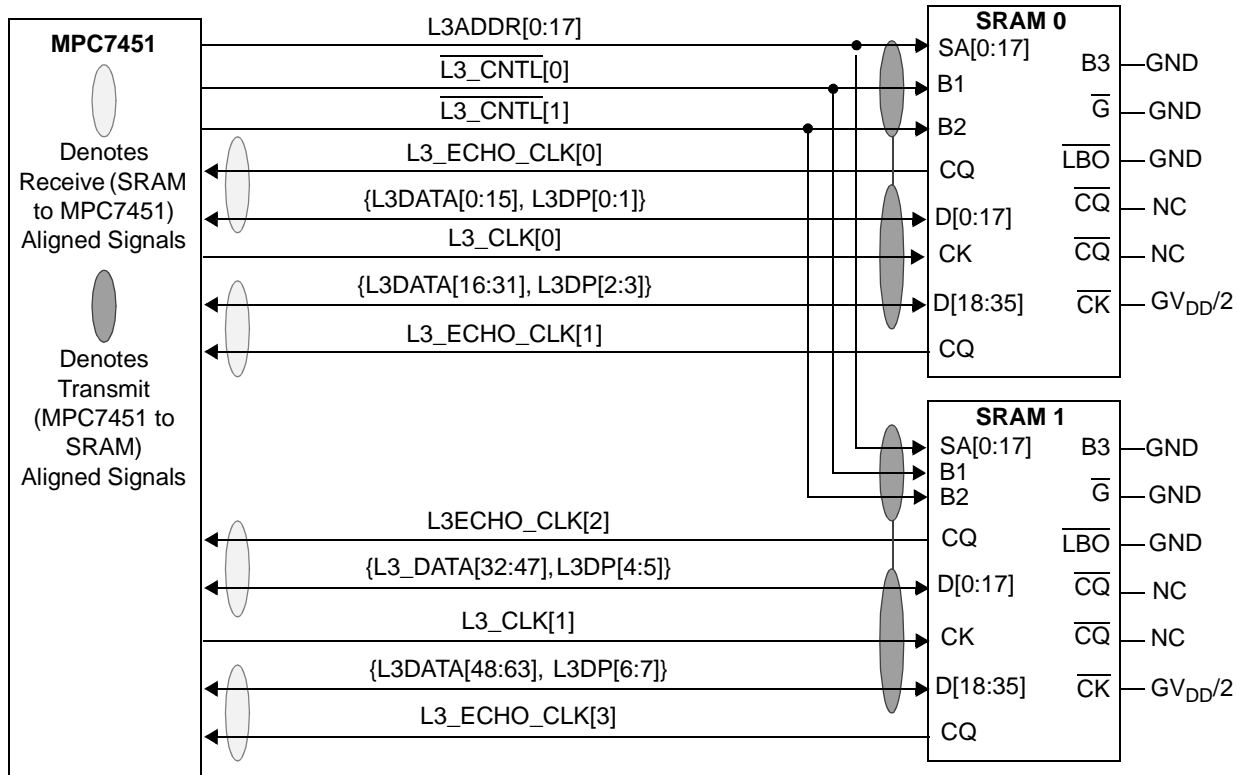 MPC7451
Denotes
Receive (SRAM
to MPC7451)
Aligned Signals
Denotes
Transmit
(MPC7451 to
SRAM)
Aligned Signals
L3ADDR[0:17]
L3_CNTL[0]
L3_CNTL[1]
L3_ECHO_CLK[0]
{L3DATA[0:15], L3DP[0:1]}
L3_CLK[0]
{L3DATA[16:31], L3DP[2:3]}
L3_ECHO_CLK[1]
SRAM 0
SA[0:17]
B1
B2
CQ
D[0:17]
CK
D[18:35]
CQ
B3 GND
G GND
LBO GND
CQ NC
CQ NC
CK GVDD/2
L3ECHO_CLK[2]
{L3_DATA[32:47],L3DP[4:5]}
L3_CLK[1]
{L3DATA[48:63], L3DP[6:7]}
L3_ECHO_CLK[3]
SRAM 1
SA[0:17]
B1
B2
CQ
D[0:17]
CK
D[18:35]
CQ
B3 GND
G GND
LBO GND
CQ NC
CQ NC
CK GVDD/2